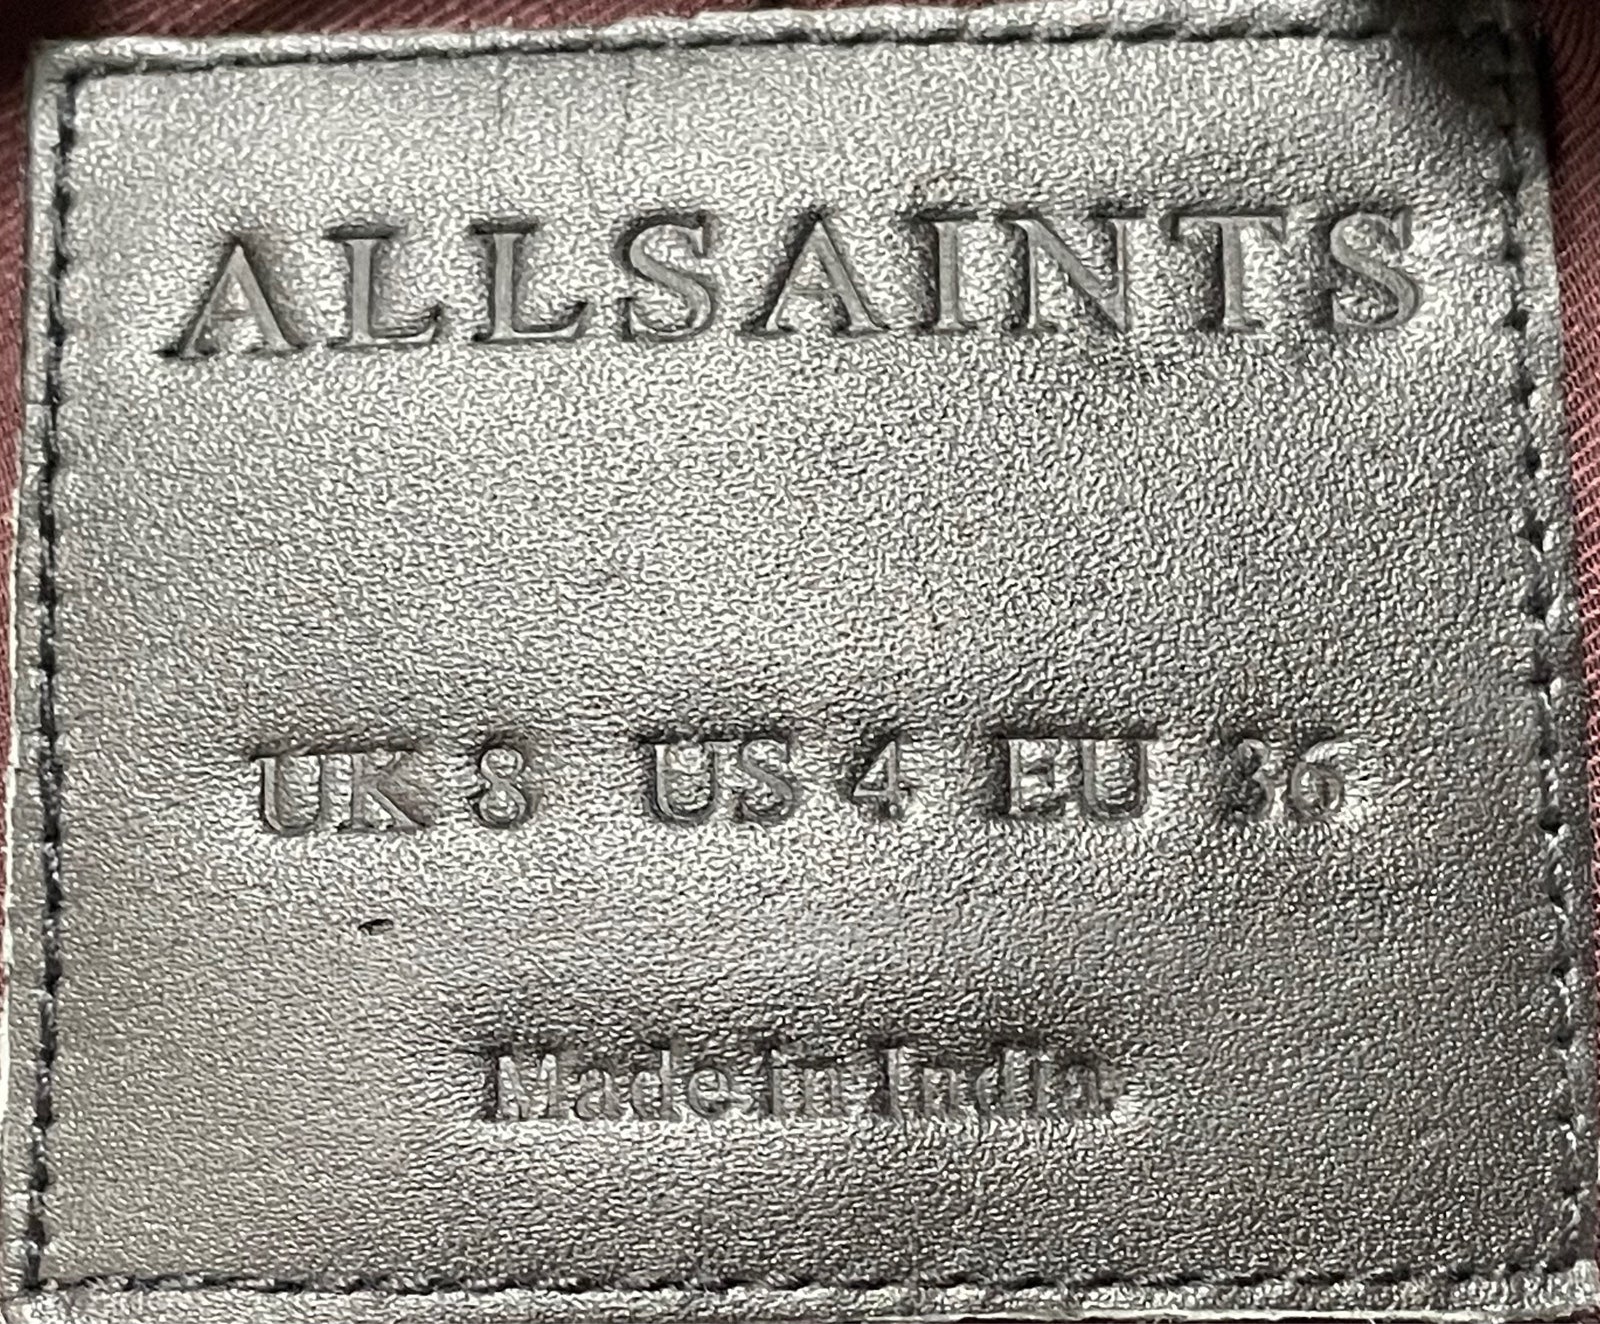 ALLSAINTS
UK 8 US 4 EU 36
Made in India